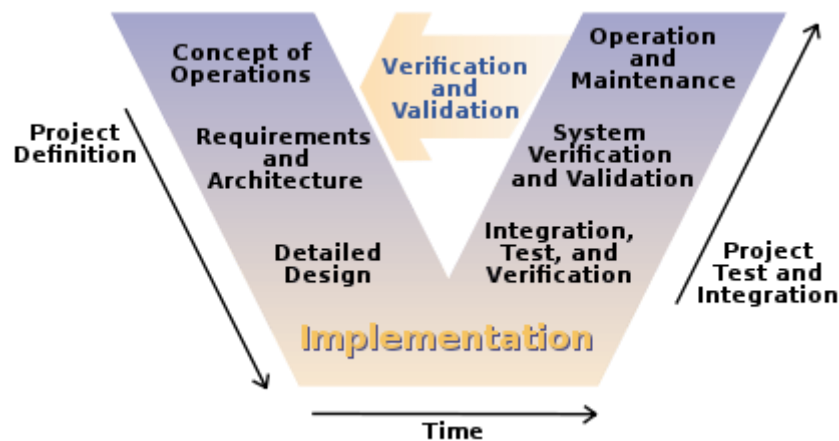 Concept of
Operations
Verification
and
Validation
Operation
and
Maintenance
Project
Definition
Requirements
and
Architecture
System
Verification
and Validation
Detailed
Design
Integration,
Test, and
Verification
Project
Test and
Integration
Implementation
Time